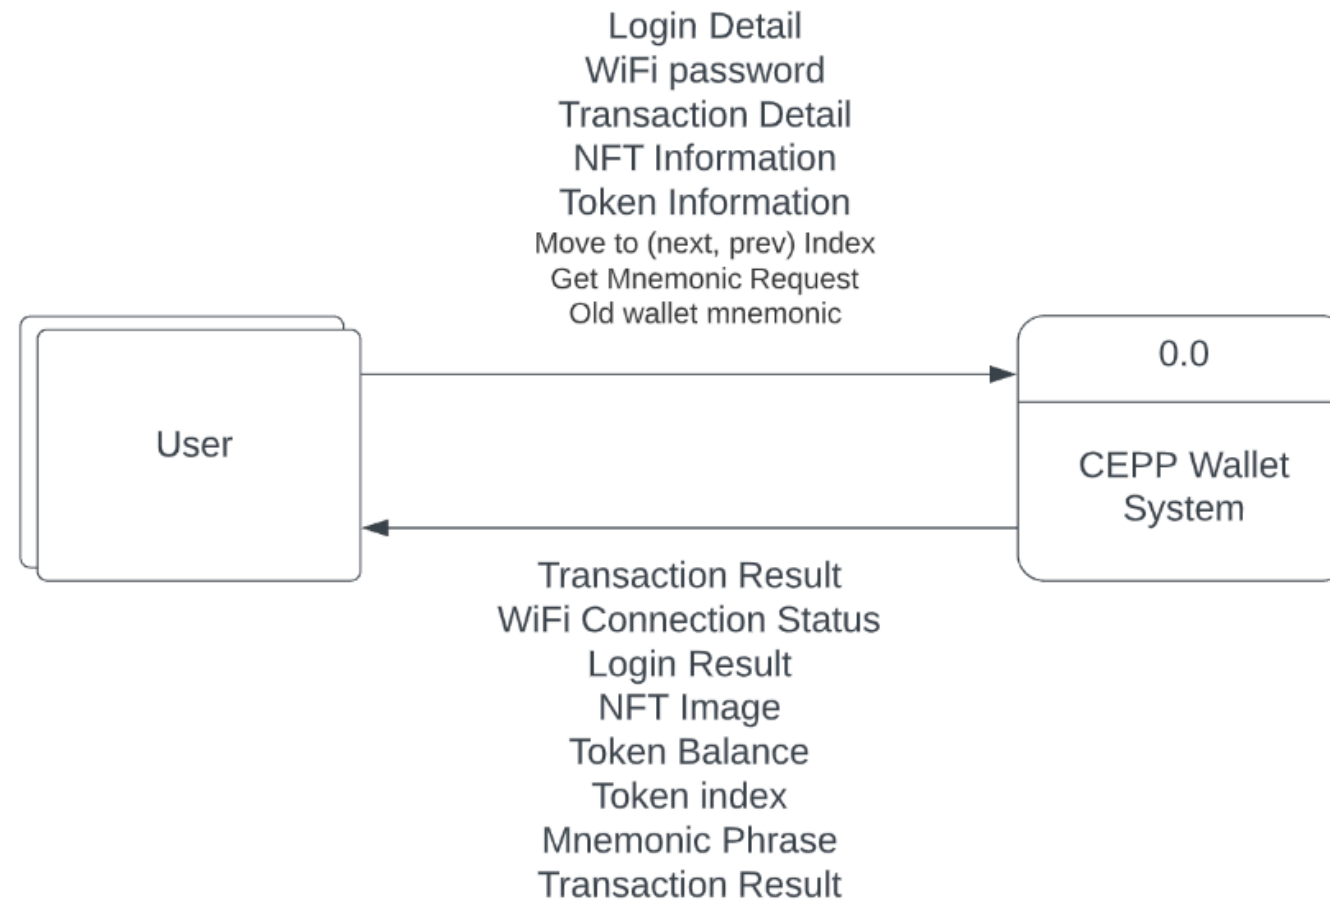 Login Detail
WiFi password
Transaction Detail
NFT Information
Token Information
Move to (next, prev) Index
Get Mnemonic Request
Old wallet mnemonic
User
0.0
CEPP Wallet
System
Transaction Result
WiFi Connection Status
Login Result
NFT Image
Token Balance
Token index
Mnemonic Phrase
Transaction Result